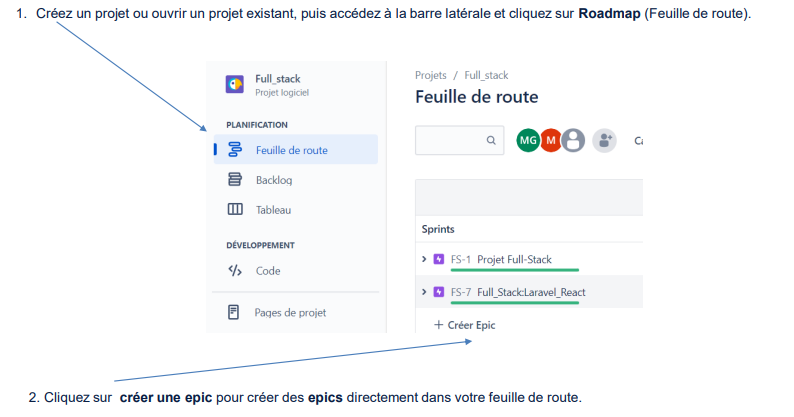 1. Créez un projet ou ouvrir un projet existant, puis accédez à la barre latérale et cliquez sur Roadmap (Feuille de route).
Full_stack
Projet logiciel
PLANIFICATION
Feuille de route
Backlog
Tableau
DÉVELOPPEMENT
Code
Pages de projet
Projets / Full_stack
Feuille de route
MG M
Sprints
FS-1 Projet Full-Stack
FS-7 Full_Stack:Laravel_React
+ Créer Epic
2. Cliquez sur créer une epic pour créer des epics directement dans votre feuille de route.